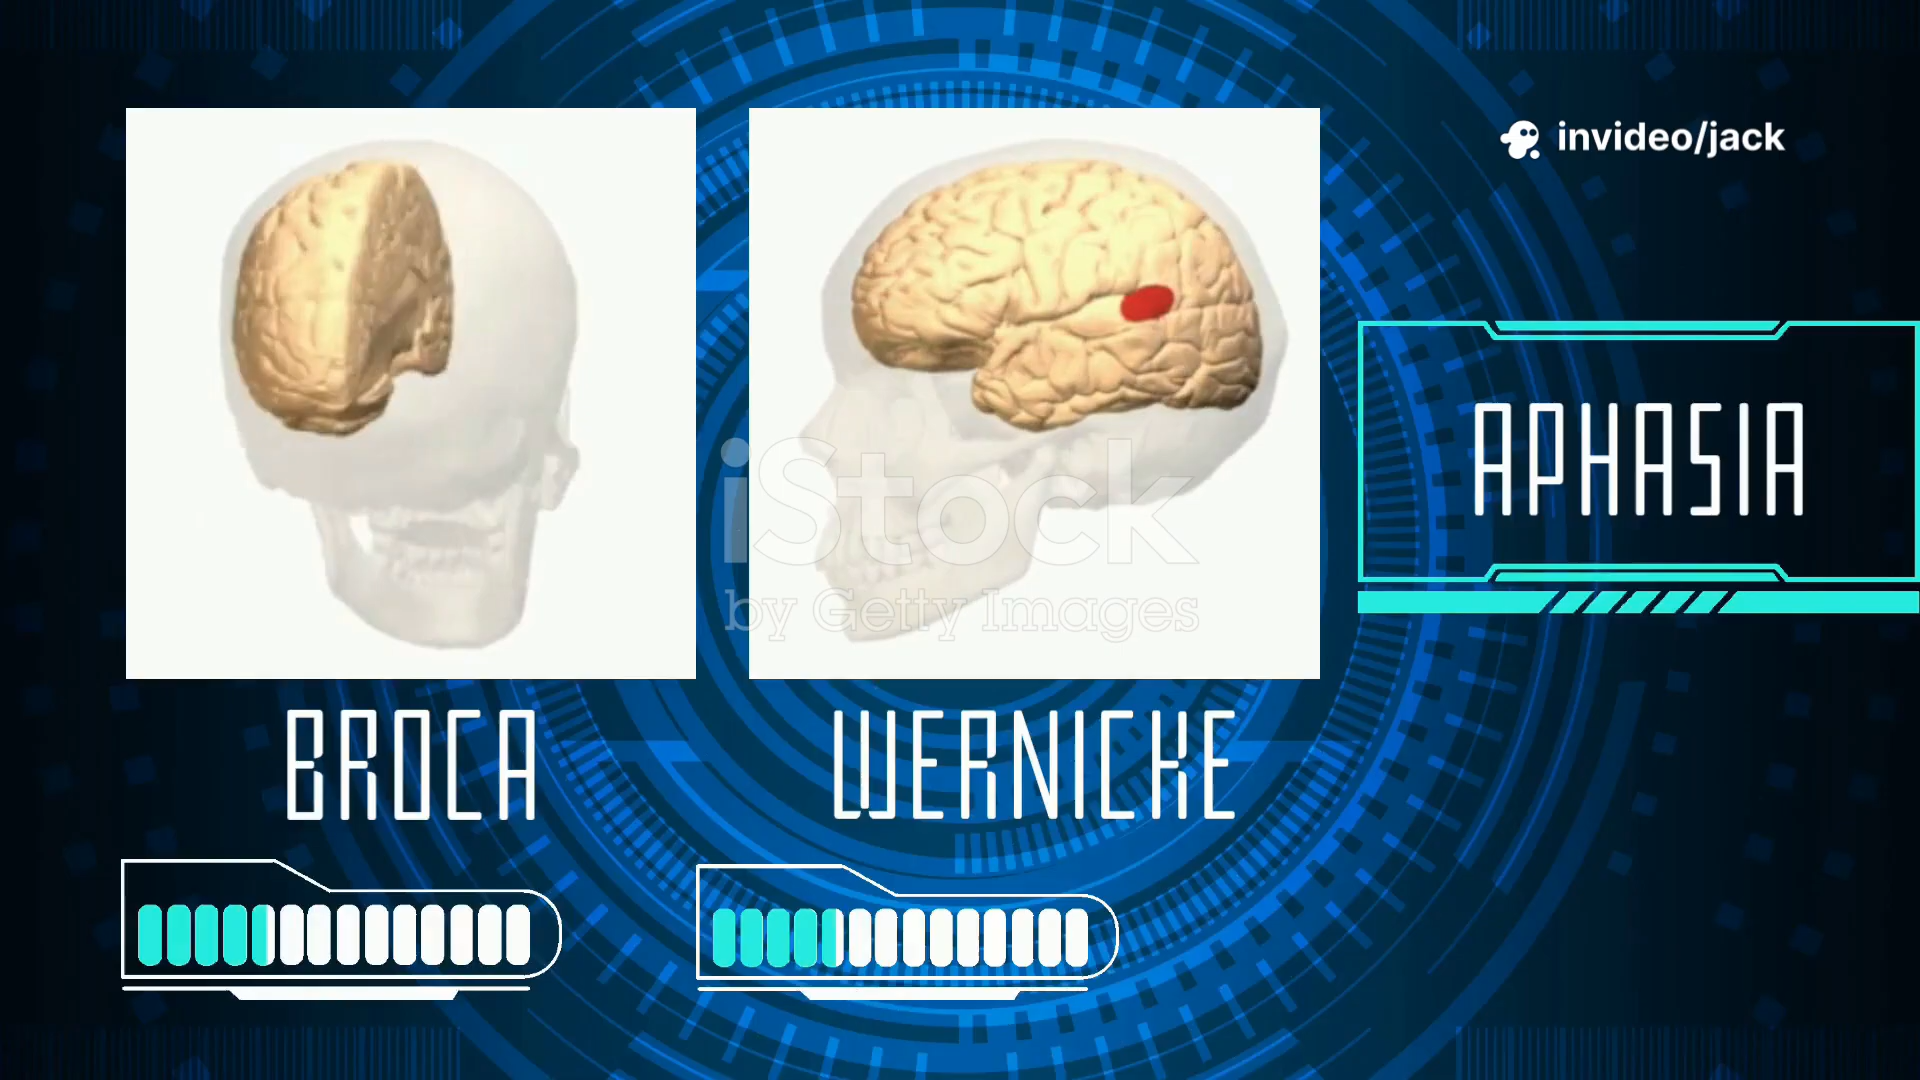 invideo/jack
APHASIA
iStock
by Getty Images
BROCA
WERNICKE